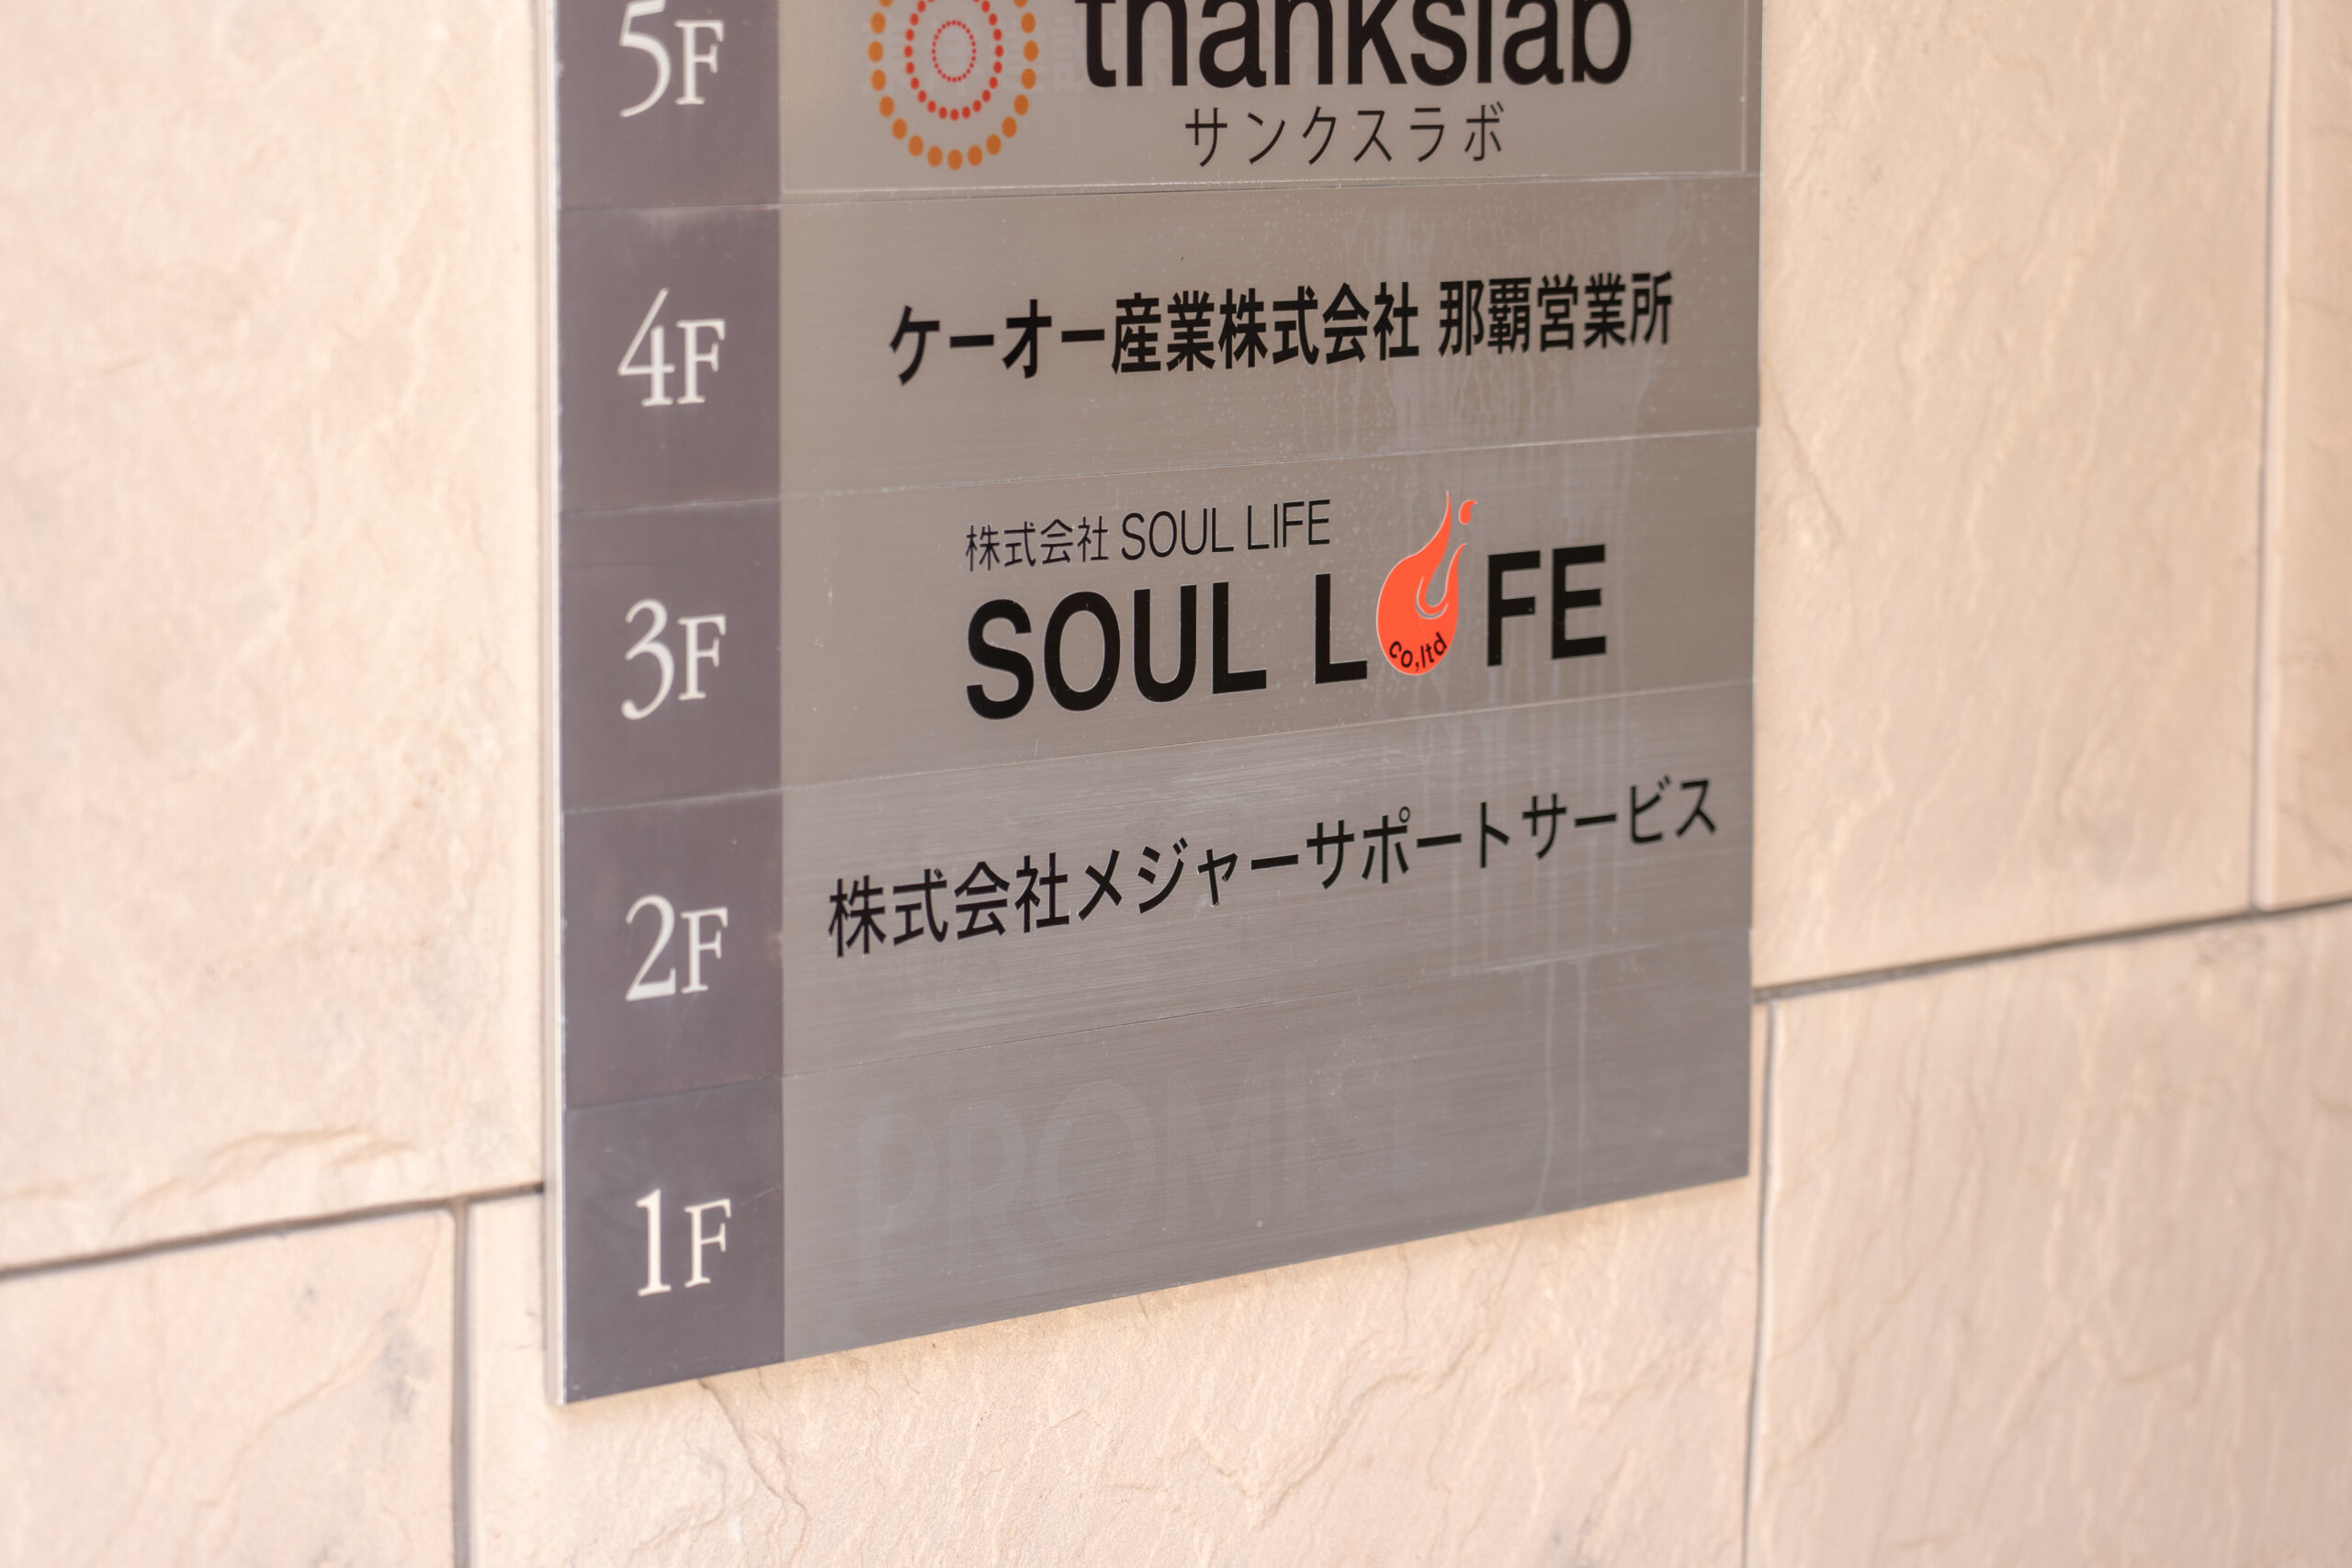 5F
thankslab
サンクスラボ
4F
ケーオー産業株式会社 那覇営業所
3F
株式会社 SOUL LIFE
SOUL L FE
co,ltd
2F
株式会社メジャーサポートサービス
1F
PROMISE